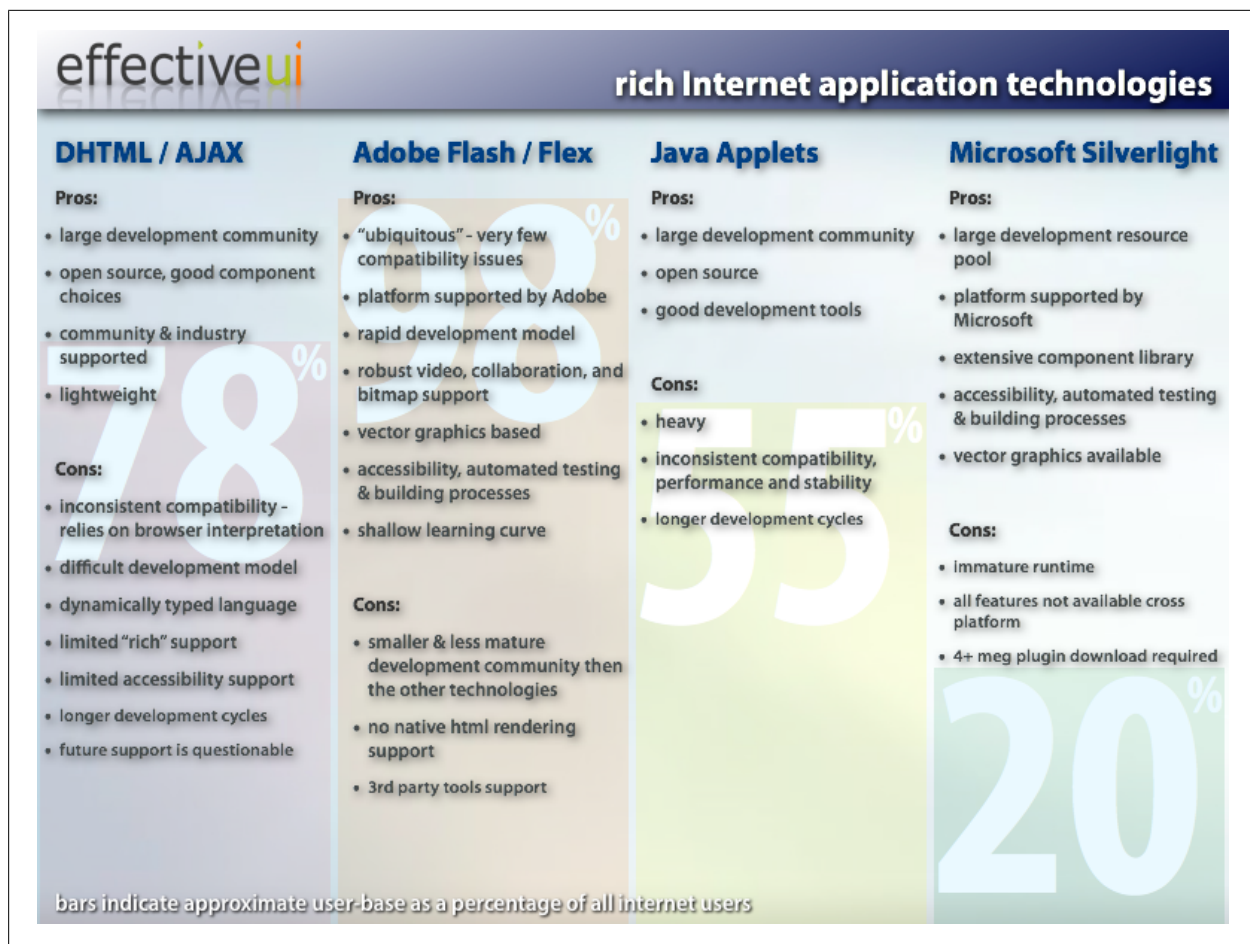 effectiveui
rich Internet application technologies
DHTML / AJAX
Pros:
• large development community
• open source, good component
choices
• community & industry
supported
• lightweight
Cons:
• inconsistent compatibility -
relies on browser interpretation
• difficult development model
• dynamically typed language
• limited "rich" support
• limited accessibility support
• longer development cycles
• future support is questionable
78%
Adobe Flash / Flex
Pros:
• "ubiquitous" - very few
compatibility issues
• platform supported by Adobe
• rapid development model
• robust video, collaboration, and
bitmap support
• vector graphics based
• accessibility, automated testing
& building processes
• shallow learning curve
Cons:
• smaller & less mature
development community then
the other technologies
• no native html rendering
support
• 3rd party tools support
98%
Java Applets
Pros:
• large development community
• open source
• good development tools
Cons:
• heavy
• inconsistent compatibility,
performance and stability
• longer development cycles
55%
Microsoft Silverlight
Pros:
• large development resource
pool
• platform supported by
Microsoft
• extensive component library
• accessibility, automated testing
& building processes
• vector graphics available
Cons:
• immature runtime
• all features not available cross
platform
• 4+ meg plugin download required
20%
bars indicate approximate user-base as a percentage of all internet users